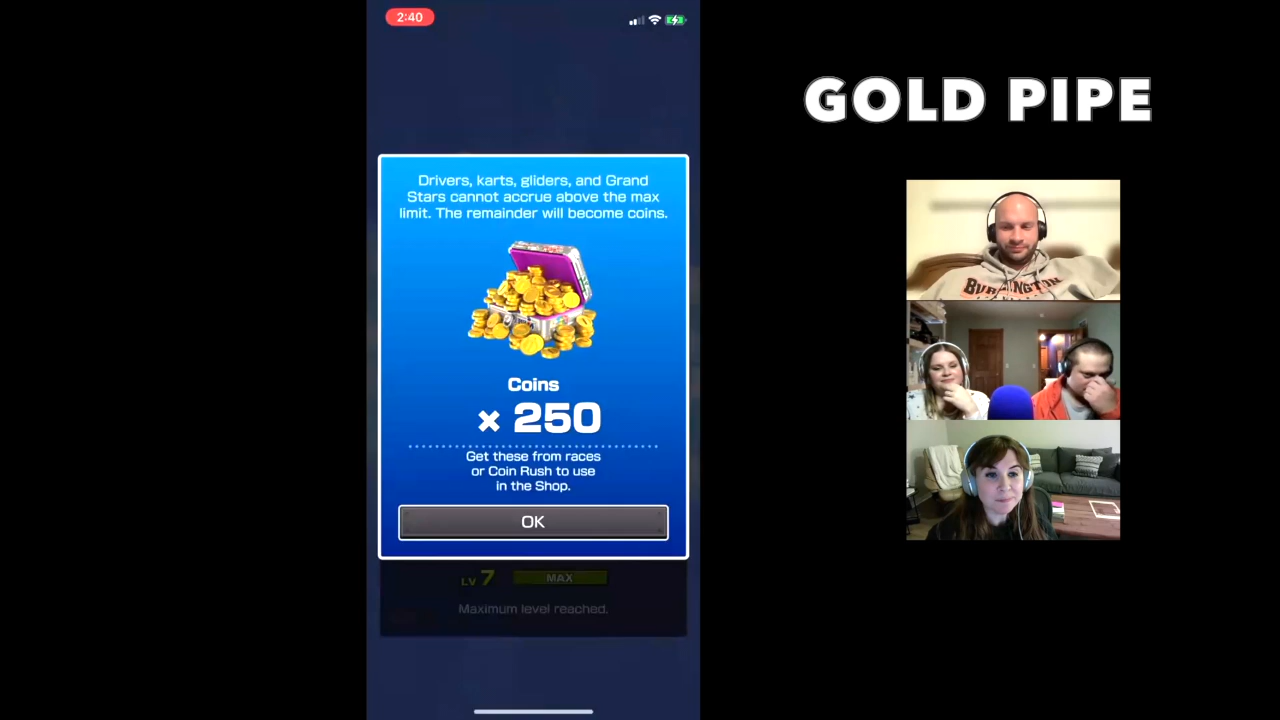 2:40
GOLD PIPE
Drivers, karts, gliders, and Grand
Stars cannot accrue above the max
limit. The remainder will become coins.
Coins
× 250
Get these from races
or Coin Rush to use
in the Shop.
OK
LV 7 MAX
Maximum level reached.